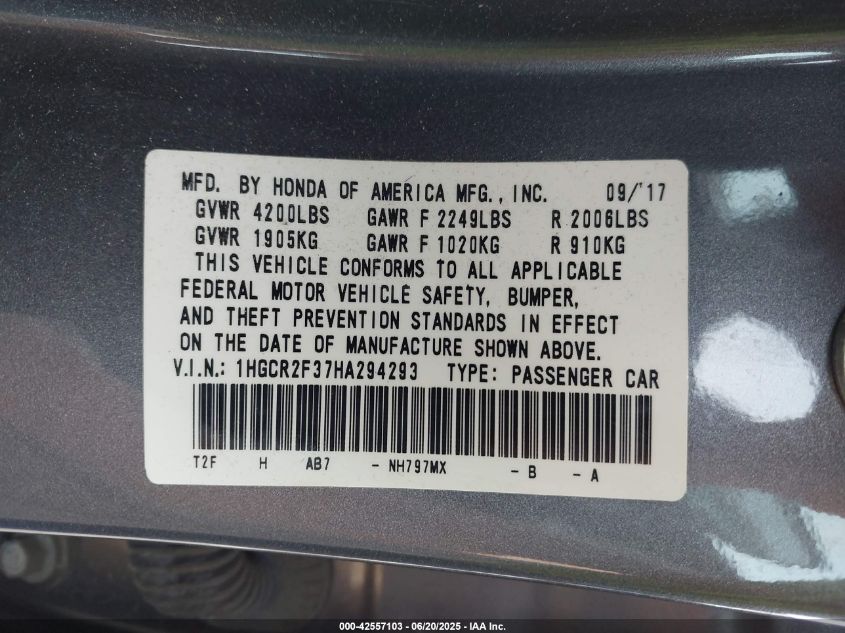 MFD. BY HONDA OF AMERICA MFG., INC. 09/'17
GVWR 4200LBS GAWR F 2249LBS R 2006LBS
GVWR 1905KG GAWR F 1020KG R 910KG
THIS VEHICLE CONFORMS TO ALL APPLICABLE
FEDERAL MOTOR VEHICLE SAFETY, BUMPER,
AND THEFT PREVENTION STANDARDS IN EFFECT
ON THE DATE OF MANUFACTURE SHOWN ABOVE.
V.I.N.: 1HGCR2F37HA294293 TYPE: PASSENGER CAR
T2F H AB7 - NH797MX - B - A
000-42557103 - 06/20/2025 - IAA Inc.